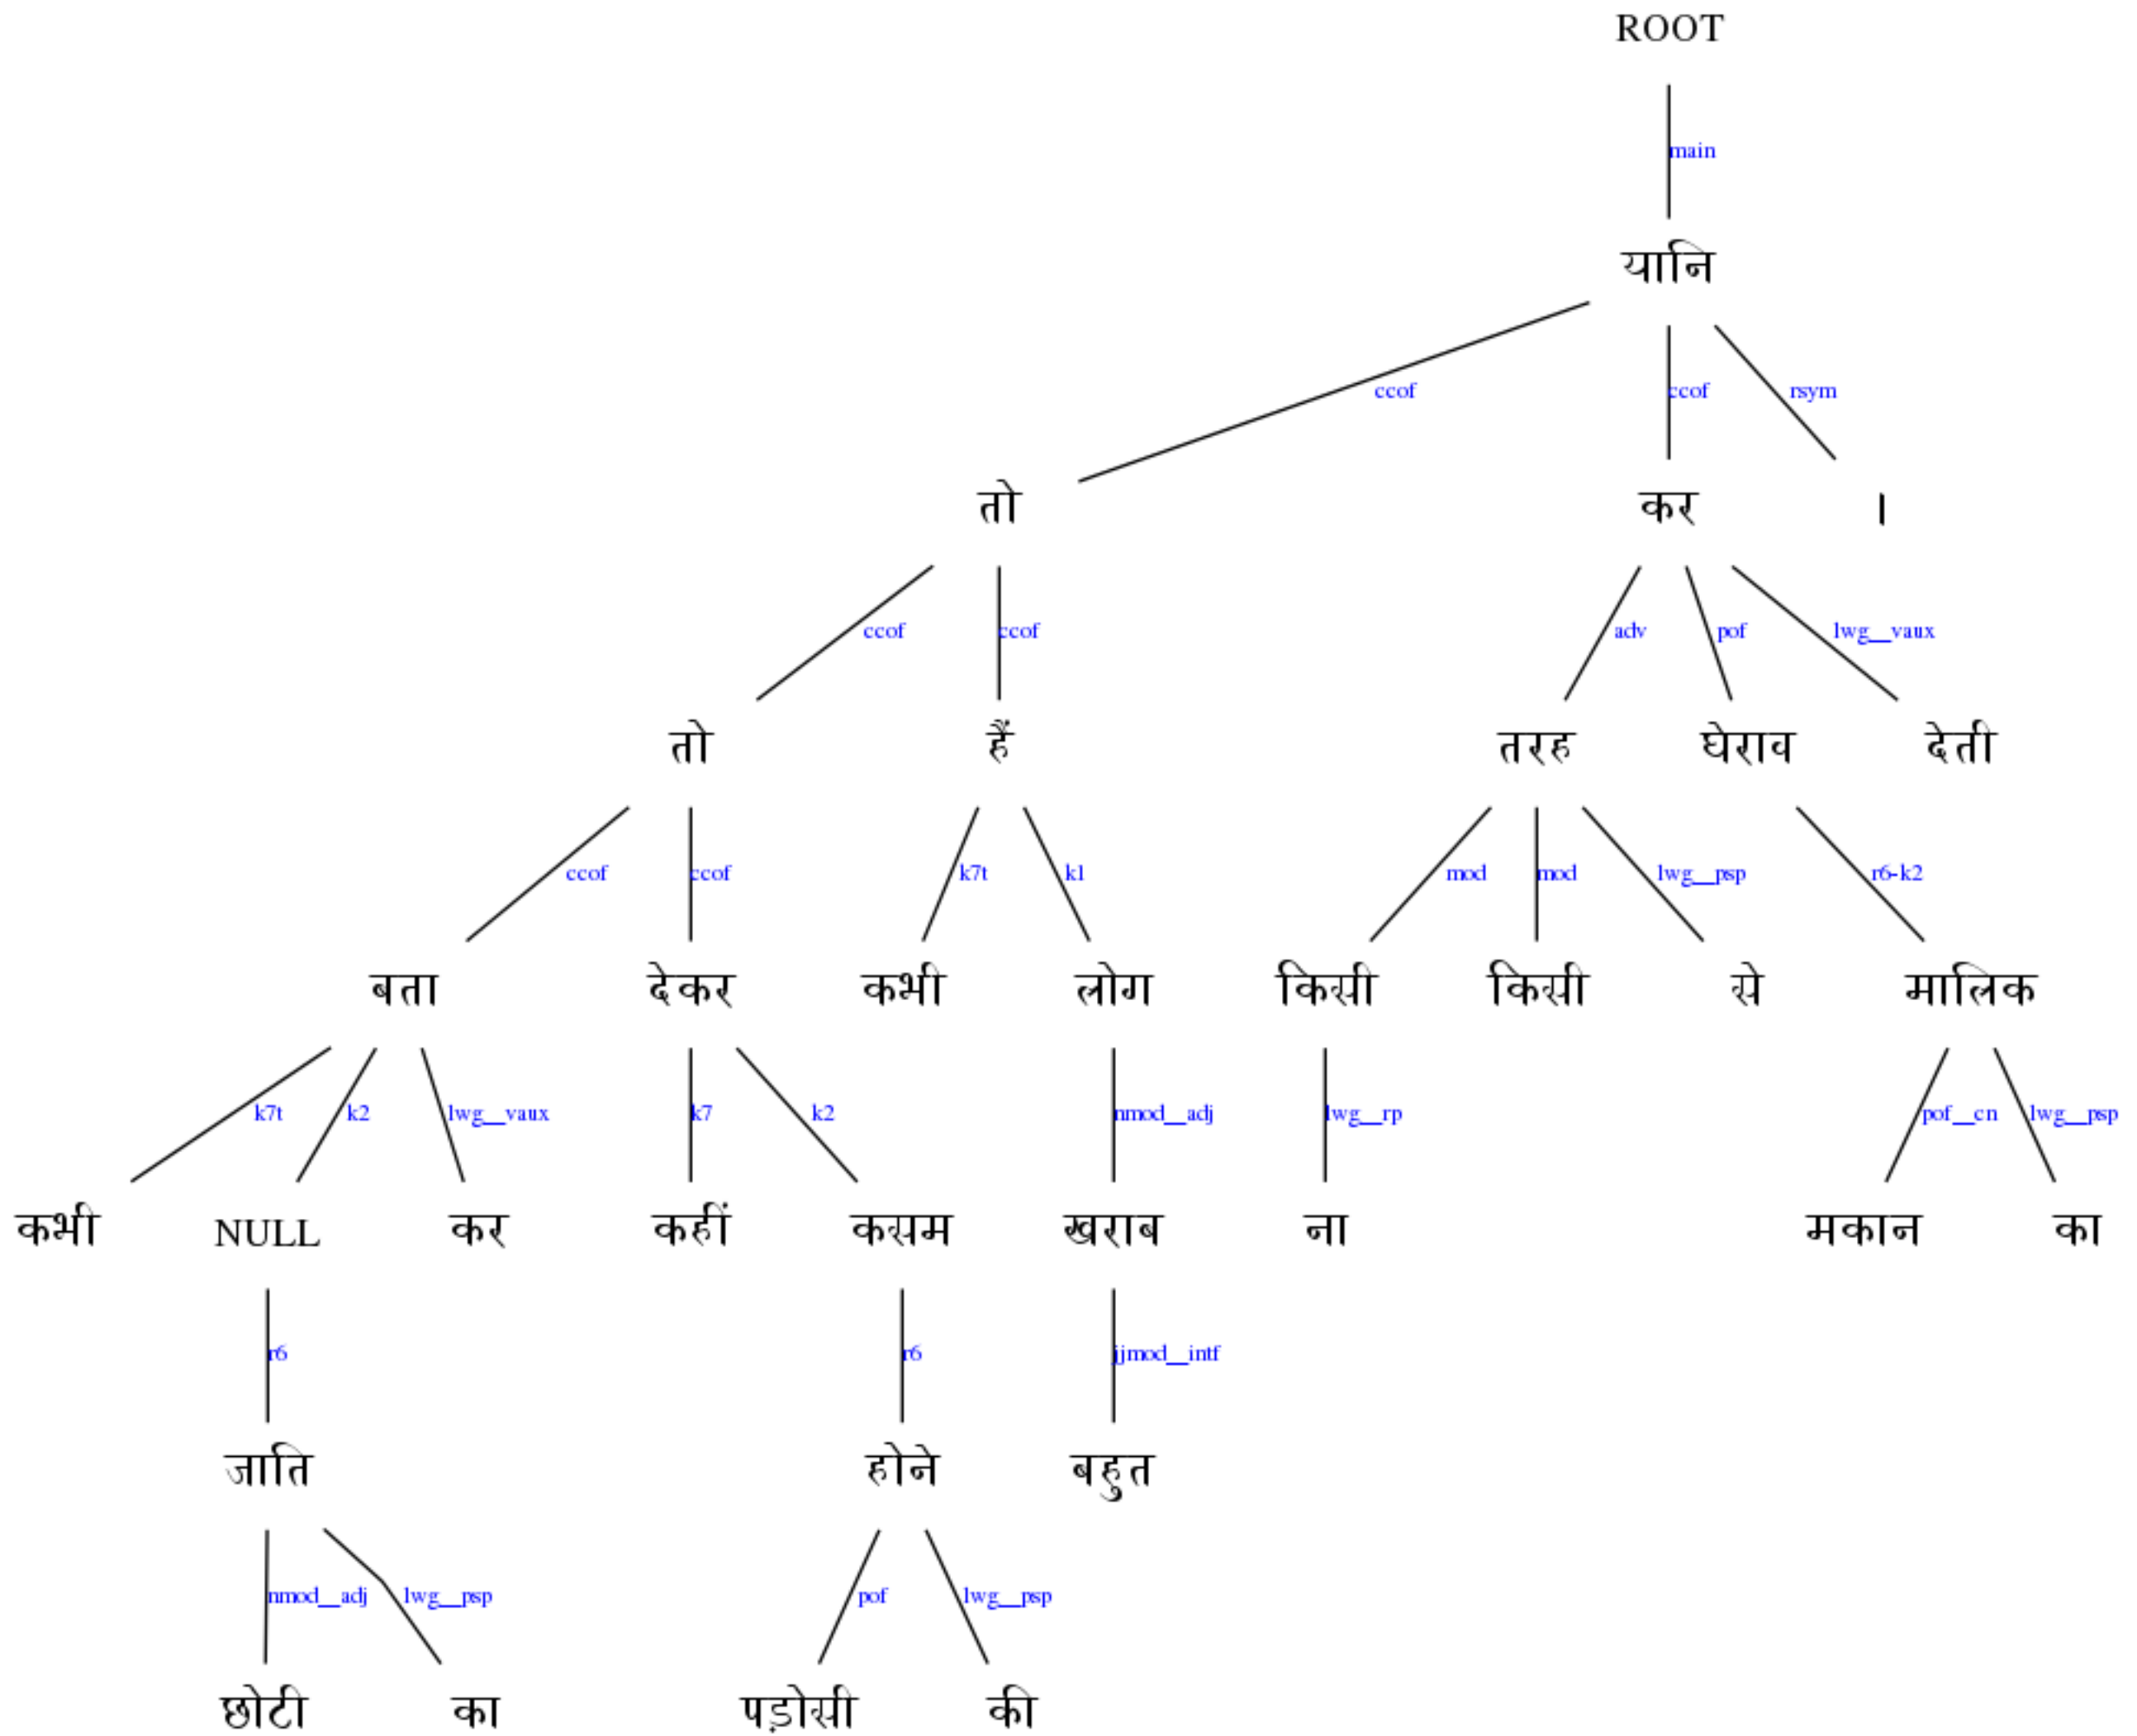 ROOT
main
यानि
ccof ccof rsym
तो कर ।
ccof ccof adv pof lwg__vaux
तो हैं तरह घेराव देती
ccof ccof k7t k1 mod mod lwg__psp r6-k2
बता देकर कभी लोग किसी किसी से मालिक
k7t k2 lwg__vaux k7 k2 nmod__adj lwg__rp pof__cn lwg__psp
कभी NULL कर कहीं कसम खराब ना मकान का
r6 r6 jjmod__intf
जाति होने बहुत
nmod__adj lwg__psp pof lwg__psp
छोटी का पड़ोसी की